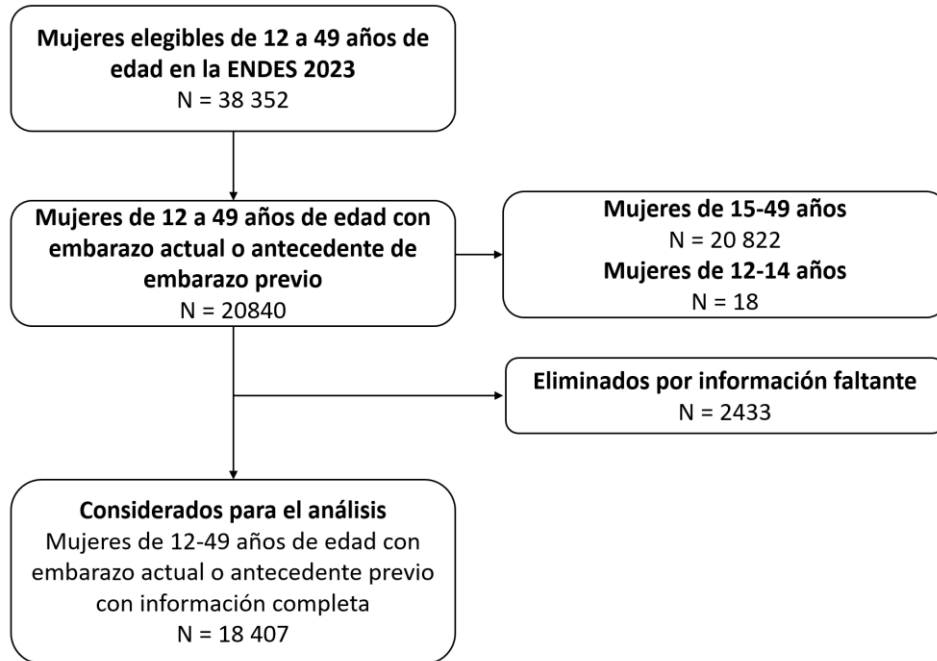 Mujeres elegibles de 12 a 49 años de
edad en la ENDES 2023
N = 38 352
Mujeres de 12 a 49 años de edad con
embarazo actual o antecedente de
embarazo previo
N = 20840
Mujeres de 15-49 años
N = 20 822
Mujeres de 12-14 años
N = 18
Eliminados por información faltante
N = 2433
Considerados para el análisis
Mujeres de 12-49 años de edad con
embarazo actual o antecedente previo
con información completa
N = 18 407